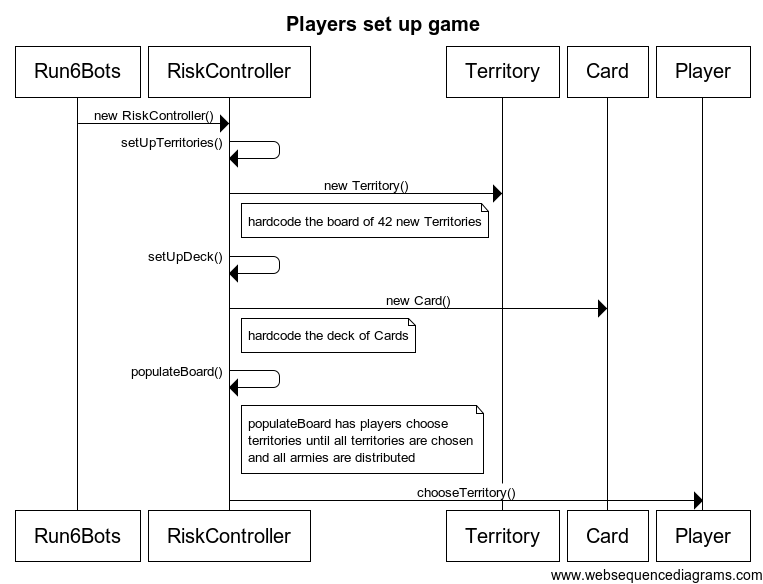 Players set up game
Run6Bots
RiskController
Territory
Card
Player
new RiskController()
setUpTerritories()
new Territory()
hardcode the board of 42 new Territories
setUpDeck()
new Card()
hardcode the deck of Cards
populateBoard()
populateBoard has players choose
territories until all territories are chosen
and all armies are distributed
chooseTerritory()
Run6Bots
RiskController
Territory
Card
Player
www.websequencediagrams.com